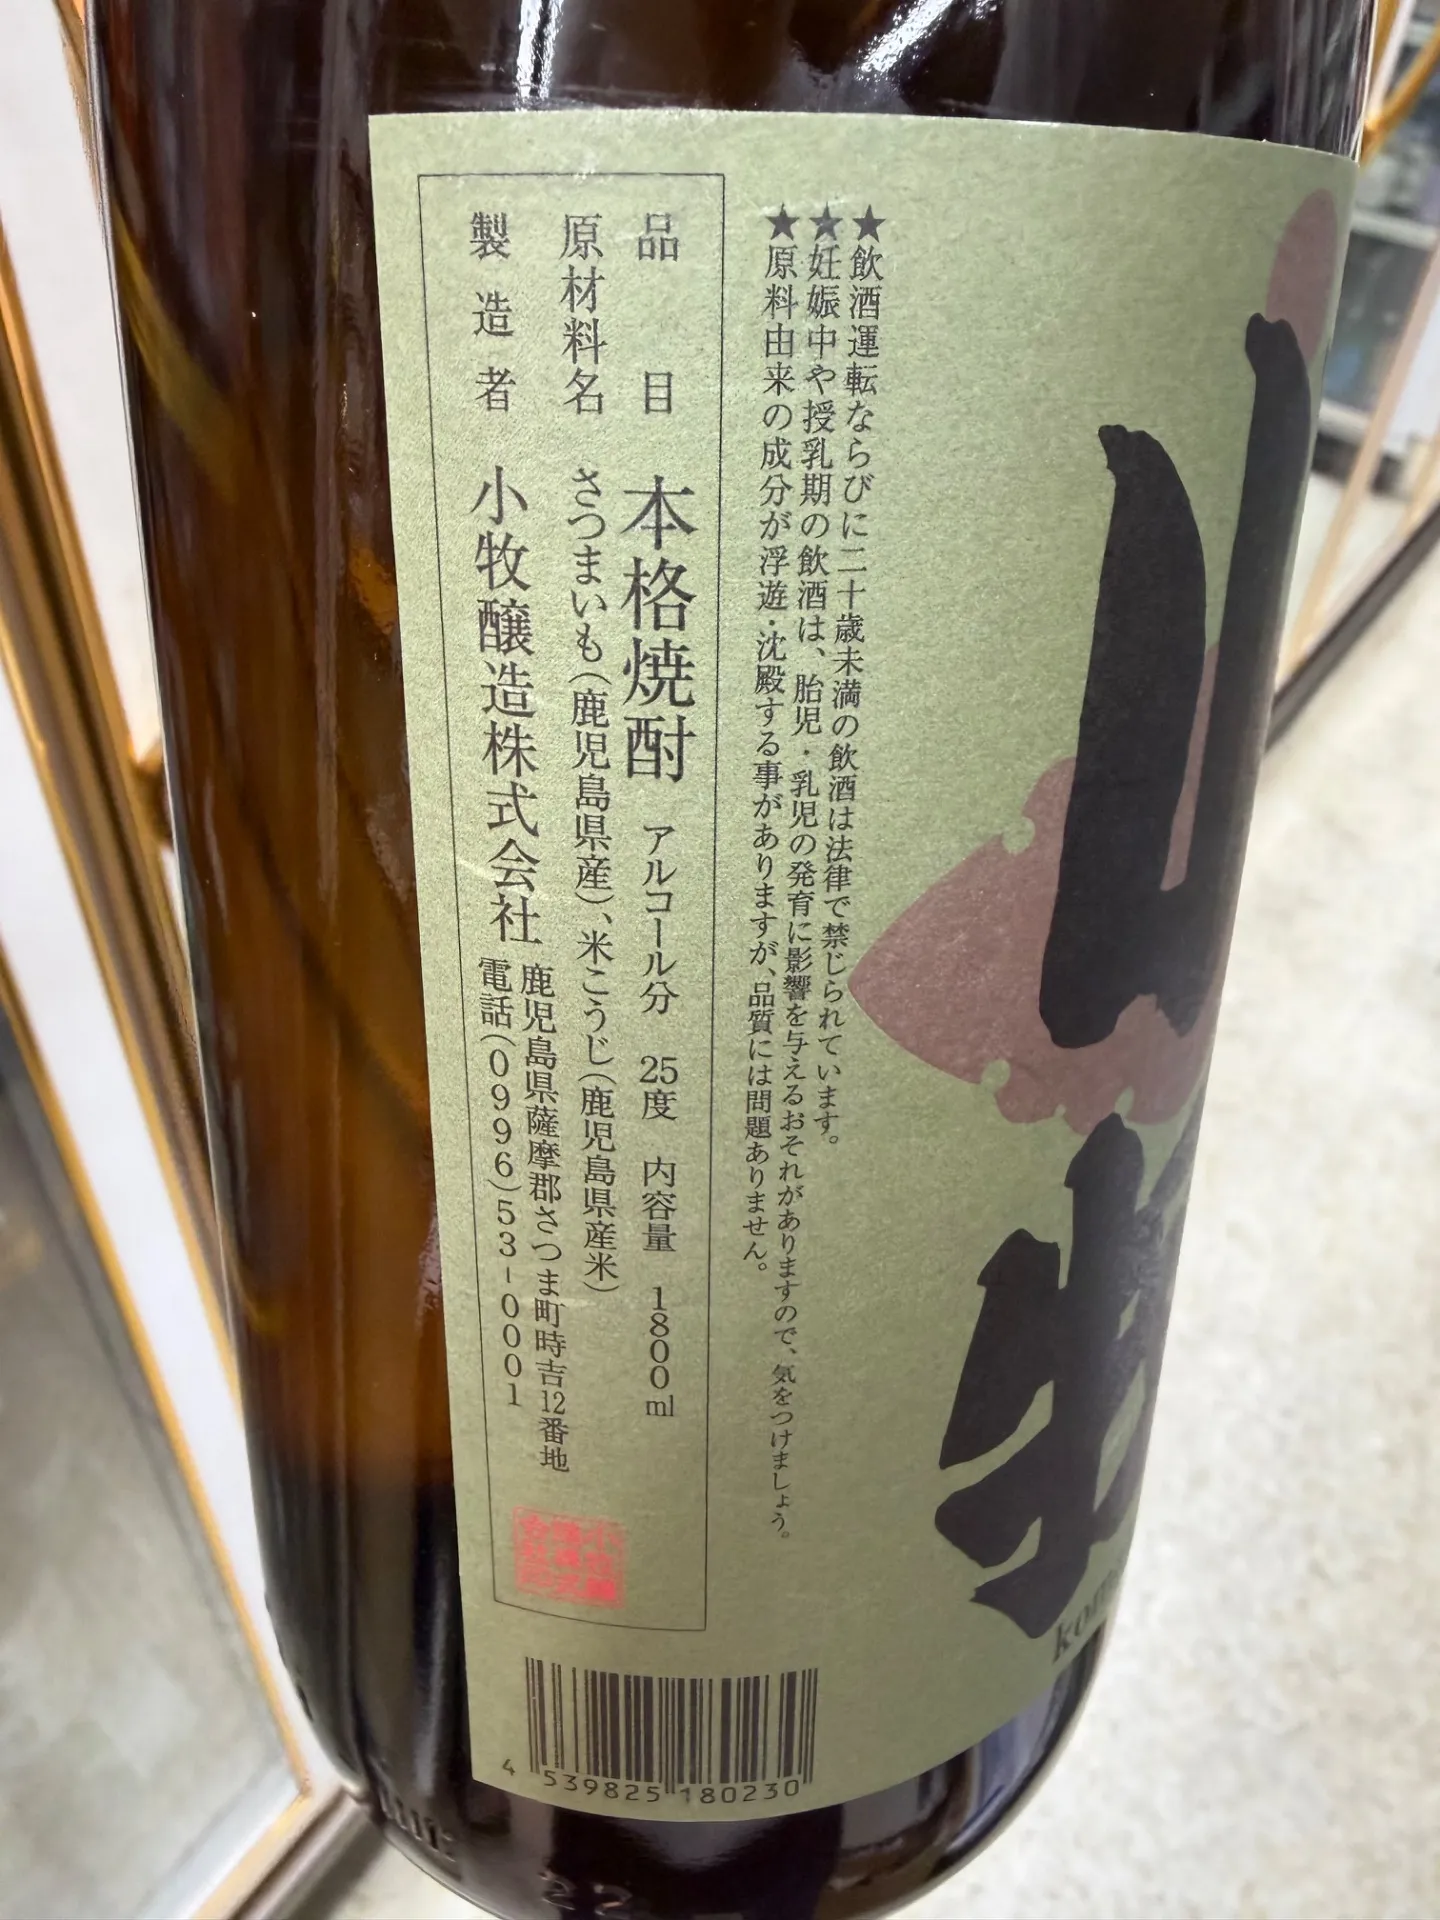 小牧
kom
★飲酒運転ならびに二十歳未満の飲酒は法律で禁じられています。
★妊娠中や授乳期の飲酒は、胎児・乳児の発育に影響を与えるおそれがありますので、気をつけましょう。
★原料由来の成分が浮遊・沈殿する事がありますが、品質には問題ありません。
品目 本格焼酎 アルコール分 25度 内容量 1800ml
原材料名 さつまいも(鹿児島県産)、米こうじ(鹿児島県産米)
製造者 小牧醸造株式会社
鹿児島県薩摩郡さつま町時吉12番地
電話(0996)53-0001
4 539825 180230
22